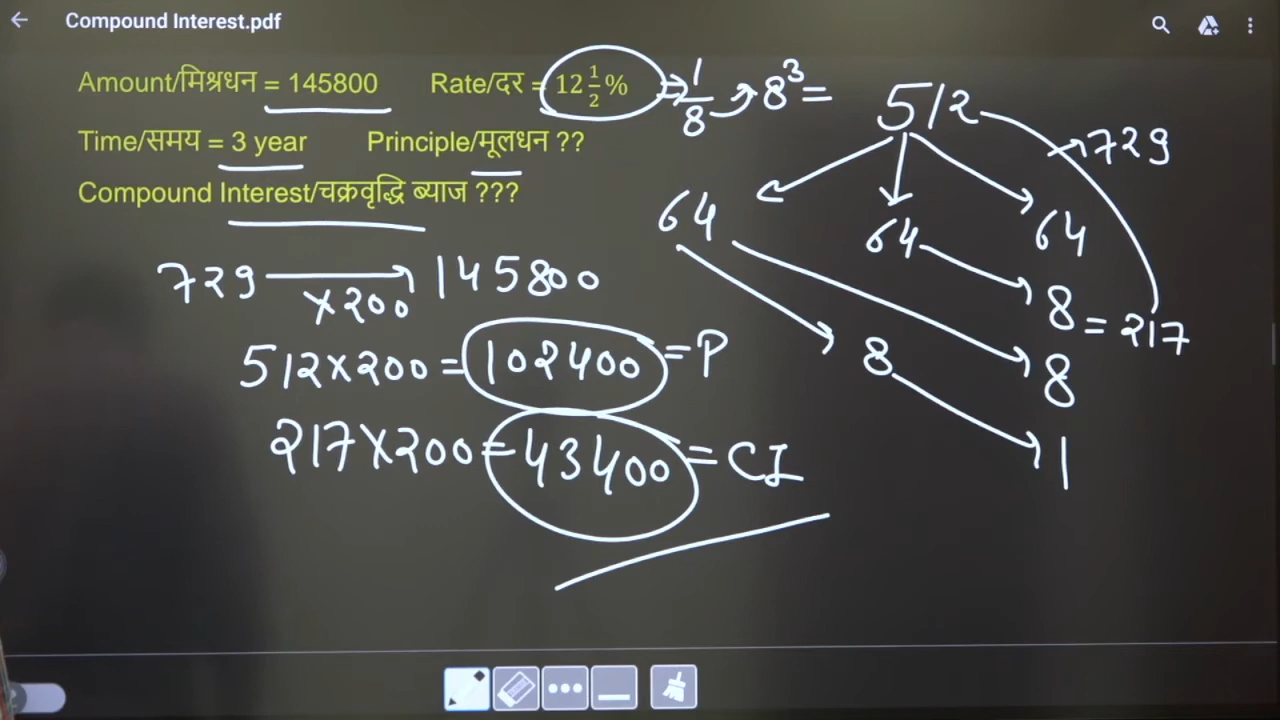 Compound Interest.pdf
Amount/मिश्रधन = 145800 Rate/दर = 12 1/2 % ⇒ 1/8 → 8³ = 512
Time/समय = 3 year Principle/मूलधन ??
→ 729
Compound Interest/चक्रवृद्धि ब्याज ???
64 64 64
729 → 145800
×200
8 = 217
512×200 = 102400 = P
8 8
217×200 = 43400 = CI
1